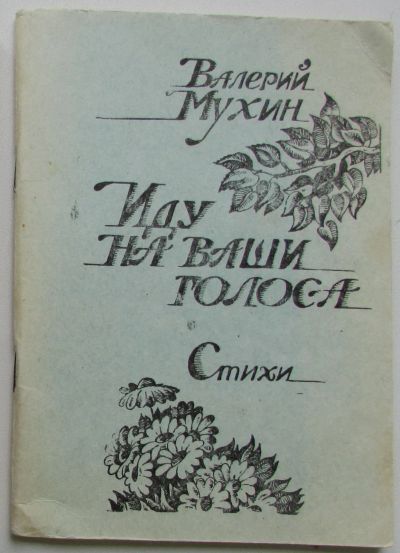 Валерий
Мухин
Иду
на ваши
голоса
Стихи